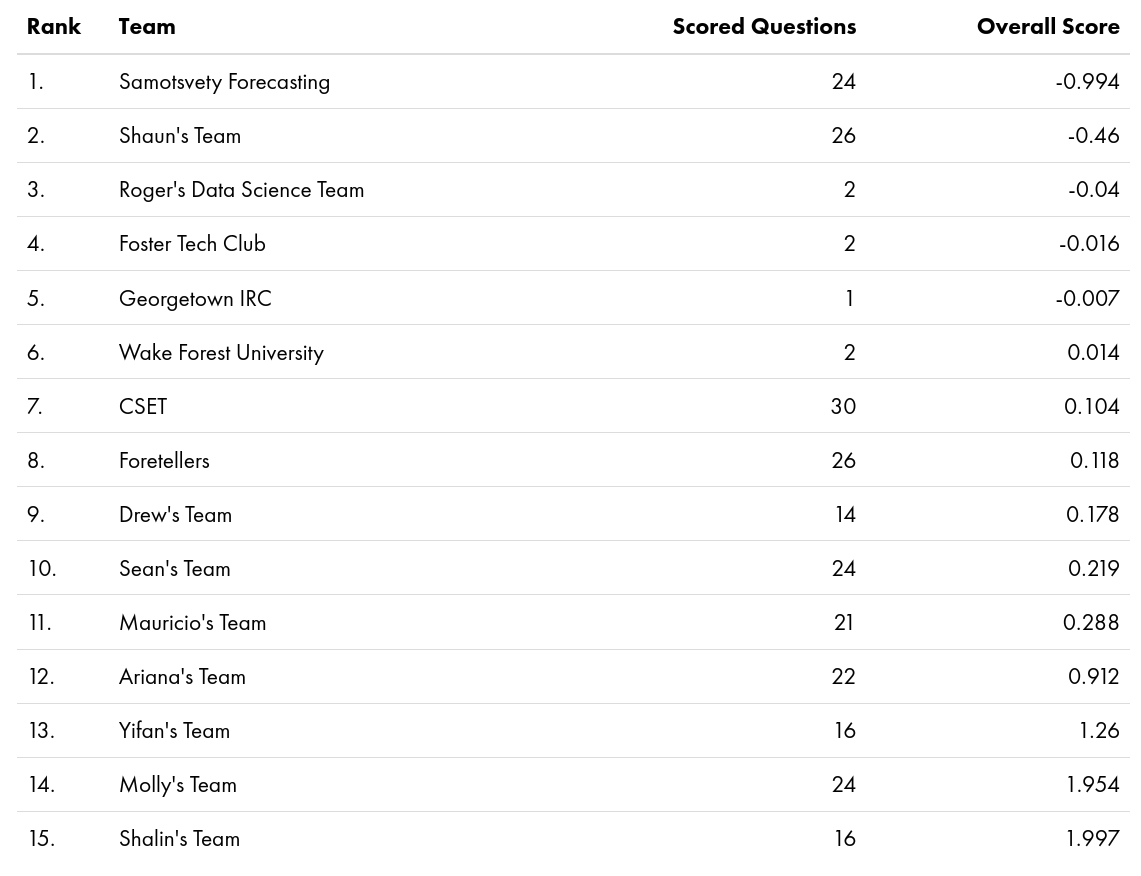 Rank Team Scored Questions Overall Score
1. Samotsvety Forecasting 24 -0.994
2. Shaun's Team 26 -0.46
3. Roger's Data Science Team 2 -0.04
4. Foster Tech Club 2 -0.016
5. Georgetown IRC 1 -0.007
6. Wake Forest University 2 0.014
7. CSET 30 0.104
8. Foretellers 26 0.118
9. Drew's Team 14 0.178
10. Sean's Team 24 0.219
11. Mauricio's Team 21 0.288
12. Ariana's Team 22 0.912
13. Yifan's Team 16 1.26
14. Molly's Team 24 1.954
15. Shalin's Team 16 1.997